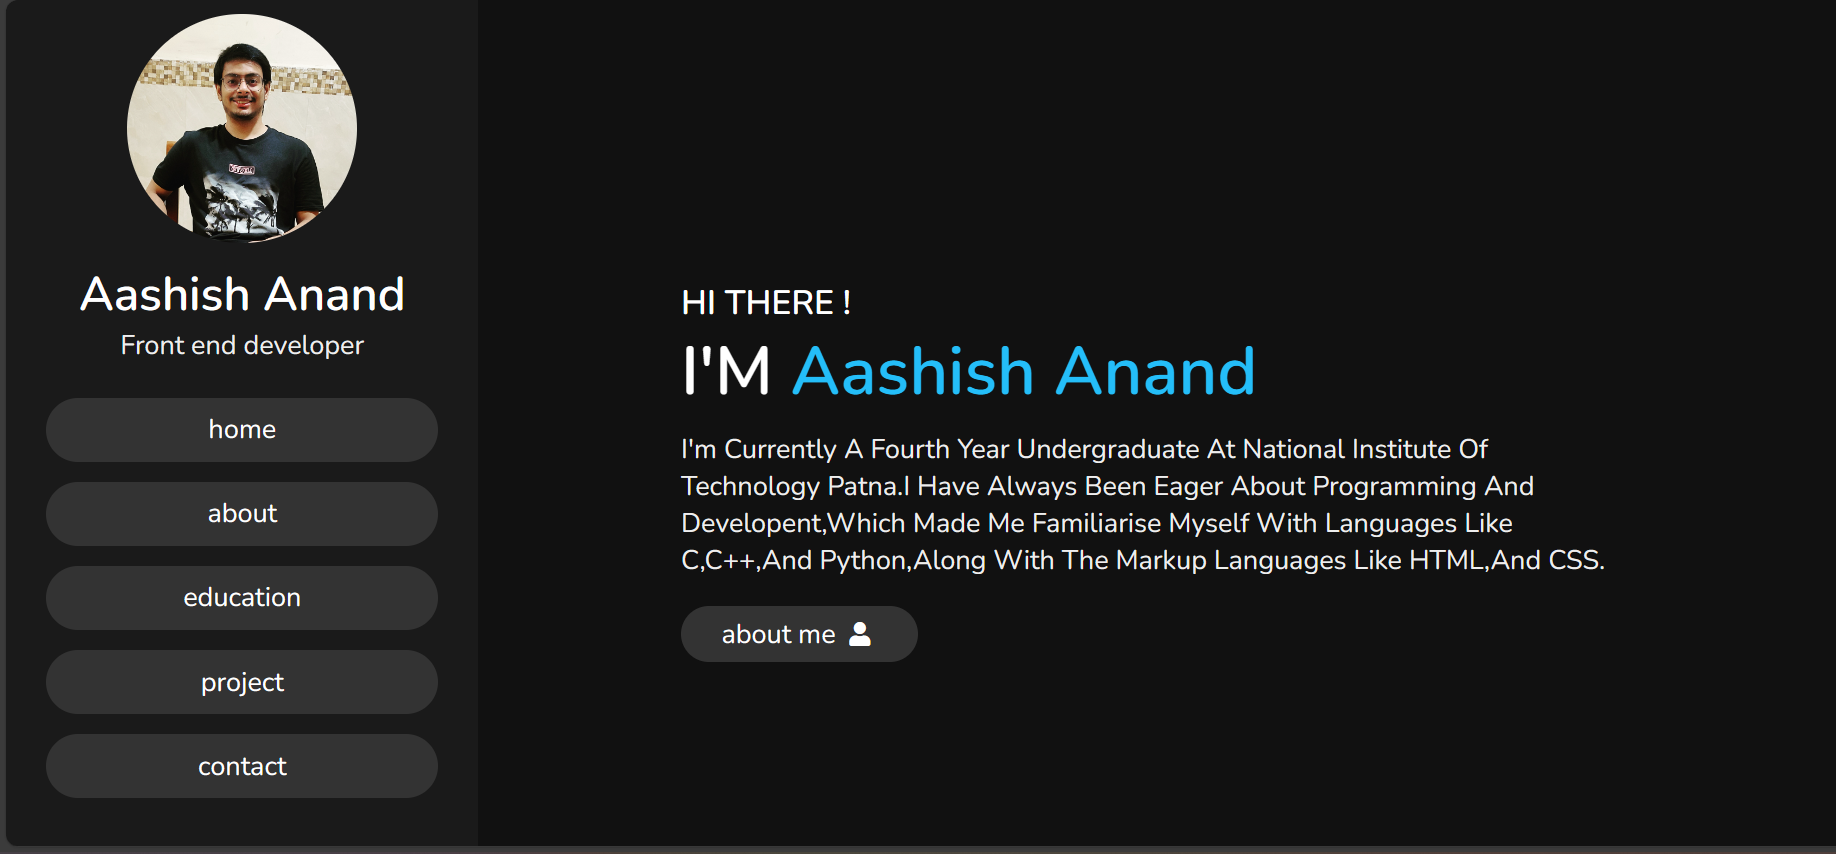 Aashish Anand
Front end developer
home
about
education
project
contact
HI THERE !
I'M Aashish Anand
I'm Currently A Fourth Year Undergraduate At National Institute Of
Technology Patna.I Have Always Been Eager About Programming And
Developent,Which Made Me Familiarise Myself With Languages Like
C,C++,And Python,Along With The Markup Languages Like HTML,And CSS.
about me